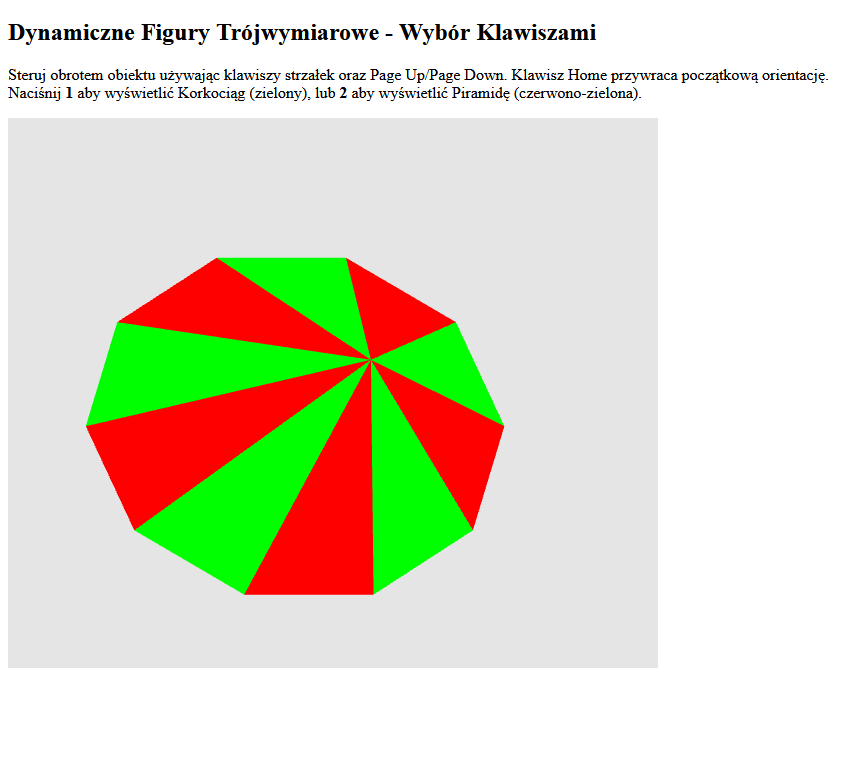 Dynamiczne Figury Trójwymiarowe - Wybór Klawiszami
Steruj obrotem obiektu używając klawiszy strzałek oraz Page Up/Page Down. Klawisz Home przywraca początkową orientację.
Naciśnij 1 aby wyświetlić Korkociąg (zielony), lub 2 aby wyświetlić Piramidę (czerwono-zielona).